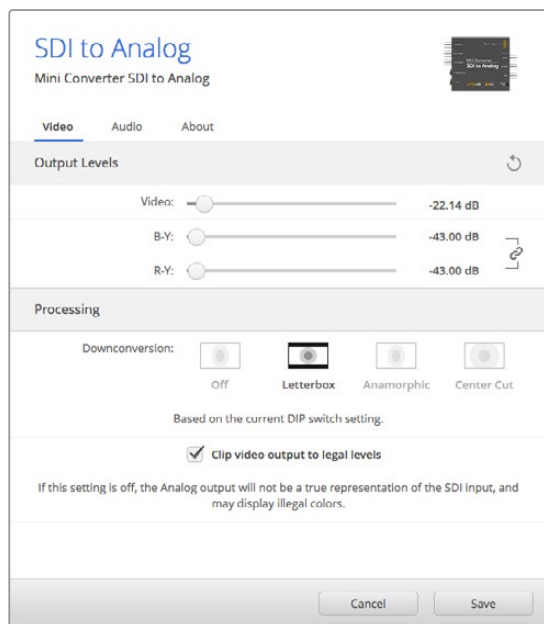 SDI to Analog
Mini Converter SDI to Analog
Video Audio About
Output Levels
Video: -22.14 dB
B-Y: -43.00 dB
R-Y: -43.00 dB
Processing
Downconversion:
Off Letterbox Anamorphic Center Cut
Based on the current DIP switch setting.
Clip video output to legal levels
If this setting is off, the Analog output will not be a true representation of the SDI input, and
may display illegal colors.
Cancel Save